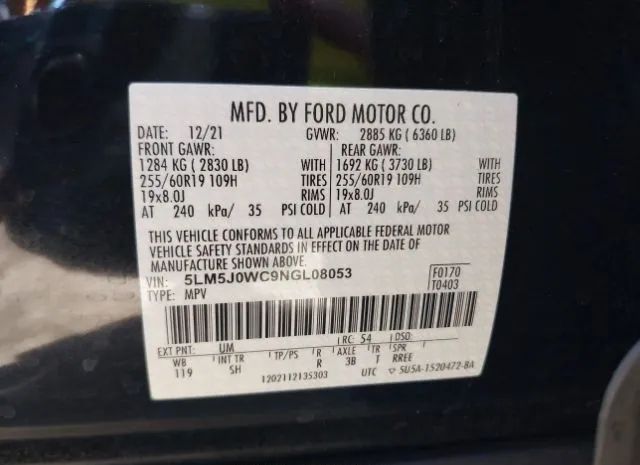 MFD. BY FORD MOTOR CO.
DATE: 12/21 GVWR: 2885 KG ( 6360 LB)
FRONT GAWR: REAR GAWR:
1284 KG ( 2830 LB) WITH 1692 KG ( 3730 LB) WITH
255/60R19 109H TIRES 255/60R19 109H TIRES
19x8.0J RIMS 19x8.0J RIMS
AT 240 kPa/ 35 PSI COLD AT 240 kPa/ 35 PSI COLD
THIS VEHICLE CONFORMS TO ALL APPLICABLE FEDERAL MOTOR
VEHICLE SAFETY STANDARDS IN EFFECT ON THE DATE OF
MANUFACTURE SHOWN ABOVE.
VIN: 5LM5J0WC9NGL08053 F0170
TYPE: MPV T0403
EXT PNT: UM RC: 54 DSO:
WB INT TR TP/PS R AXLE TR SPR
119 SH R 3B T RREE
1202112135303 UTC 5U5A-1520472-BA